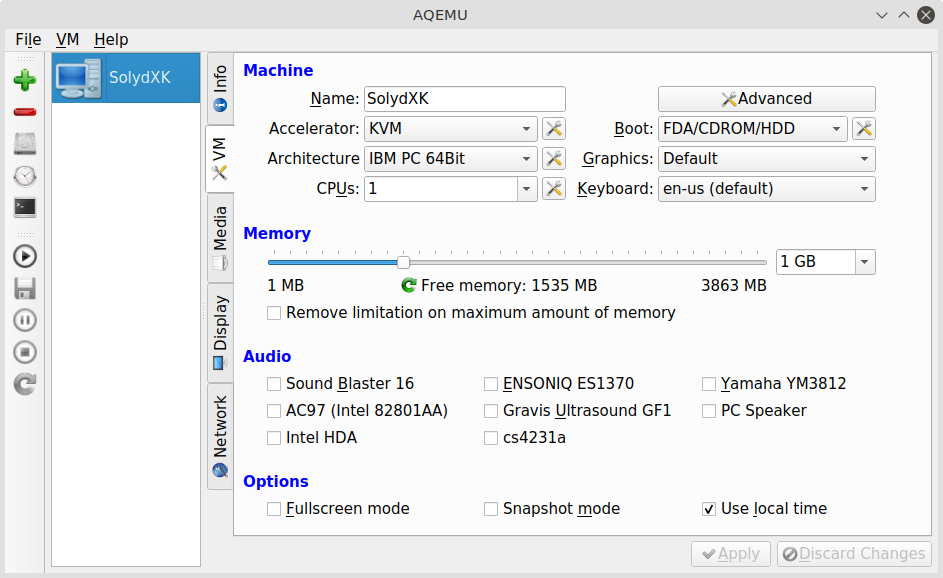 AQEMU
File VM Help
SolydXK
Info
VM
Media
Display
Network
Machine
Name: SolydXK Advanced
Accelerator: KVM Boot: FDA/CDROM/HDD
Architecture IBM PC 64Bit Graphics: Default
CPUs: 1 Keyboard: en-us (default)
Memory
1 GB
1 MB Free memory: 1535 MB 3863 MB
Remove limitation on maximum amount of memory
Audio
Sound Blaster 16 ENSONIQ ES1370 Yamaha YM3812
AC97 (Intel 82801AA) Gravis Ultrasound GF1 PC Speaker
Intel HDA cs4231a
Options
Fullscreen mode Snapshot mode Use local time
Apply Discard Changes